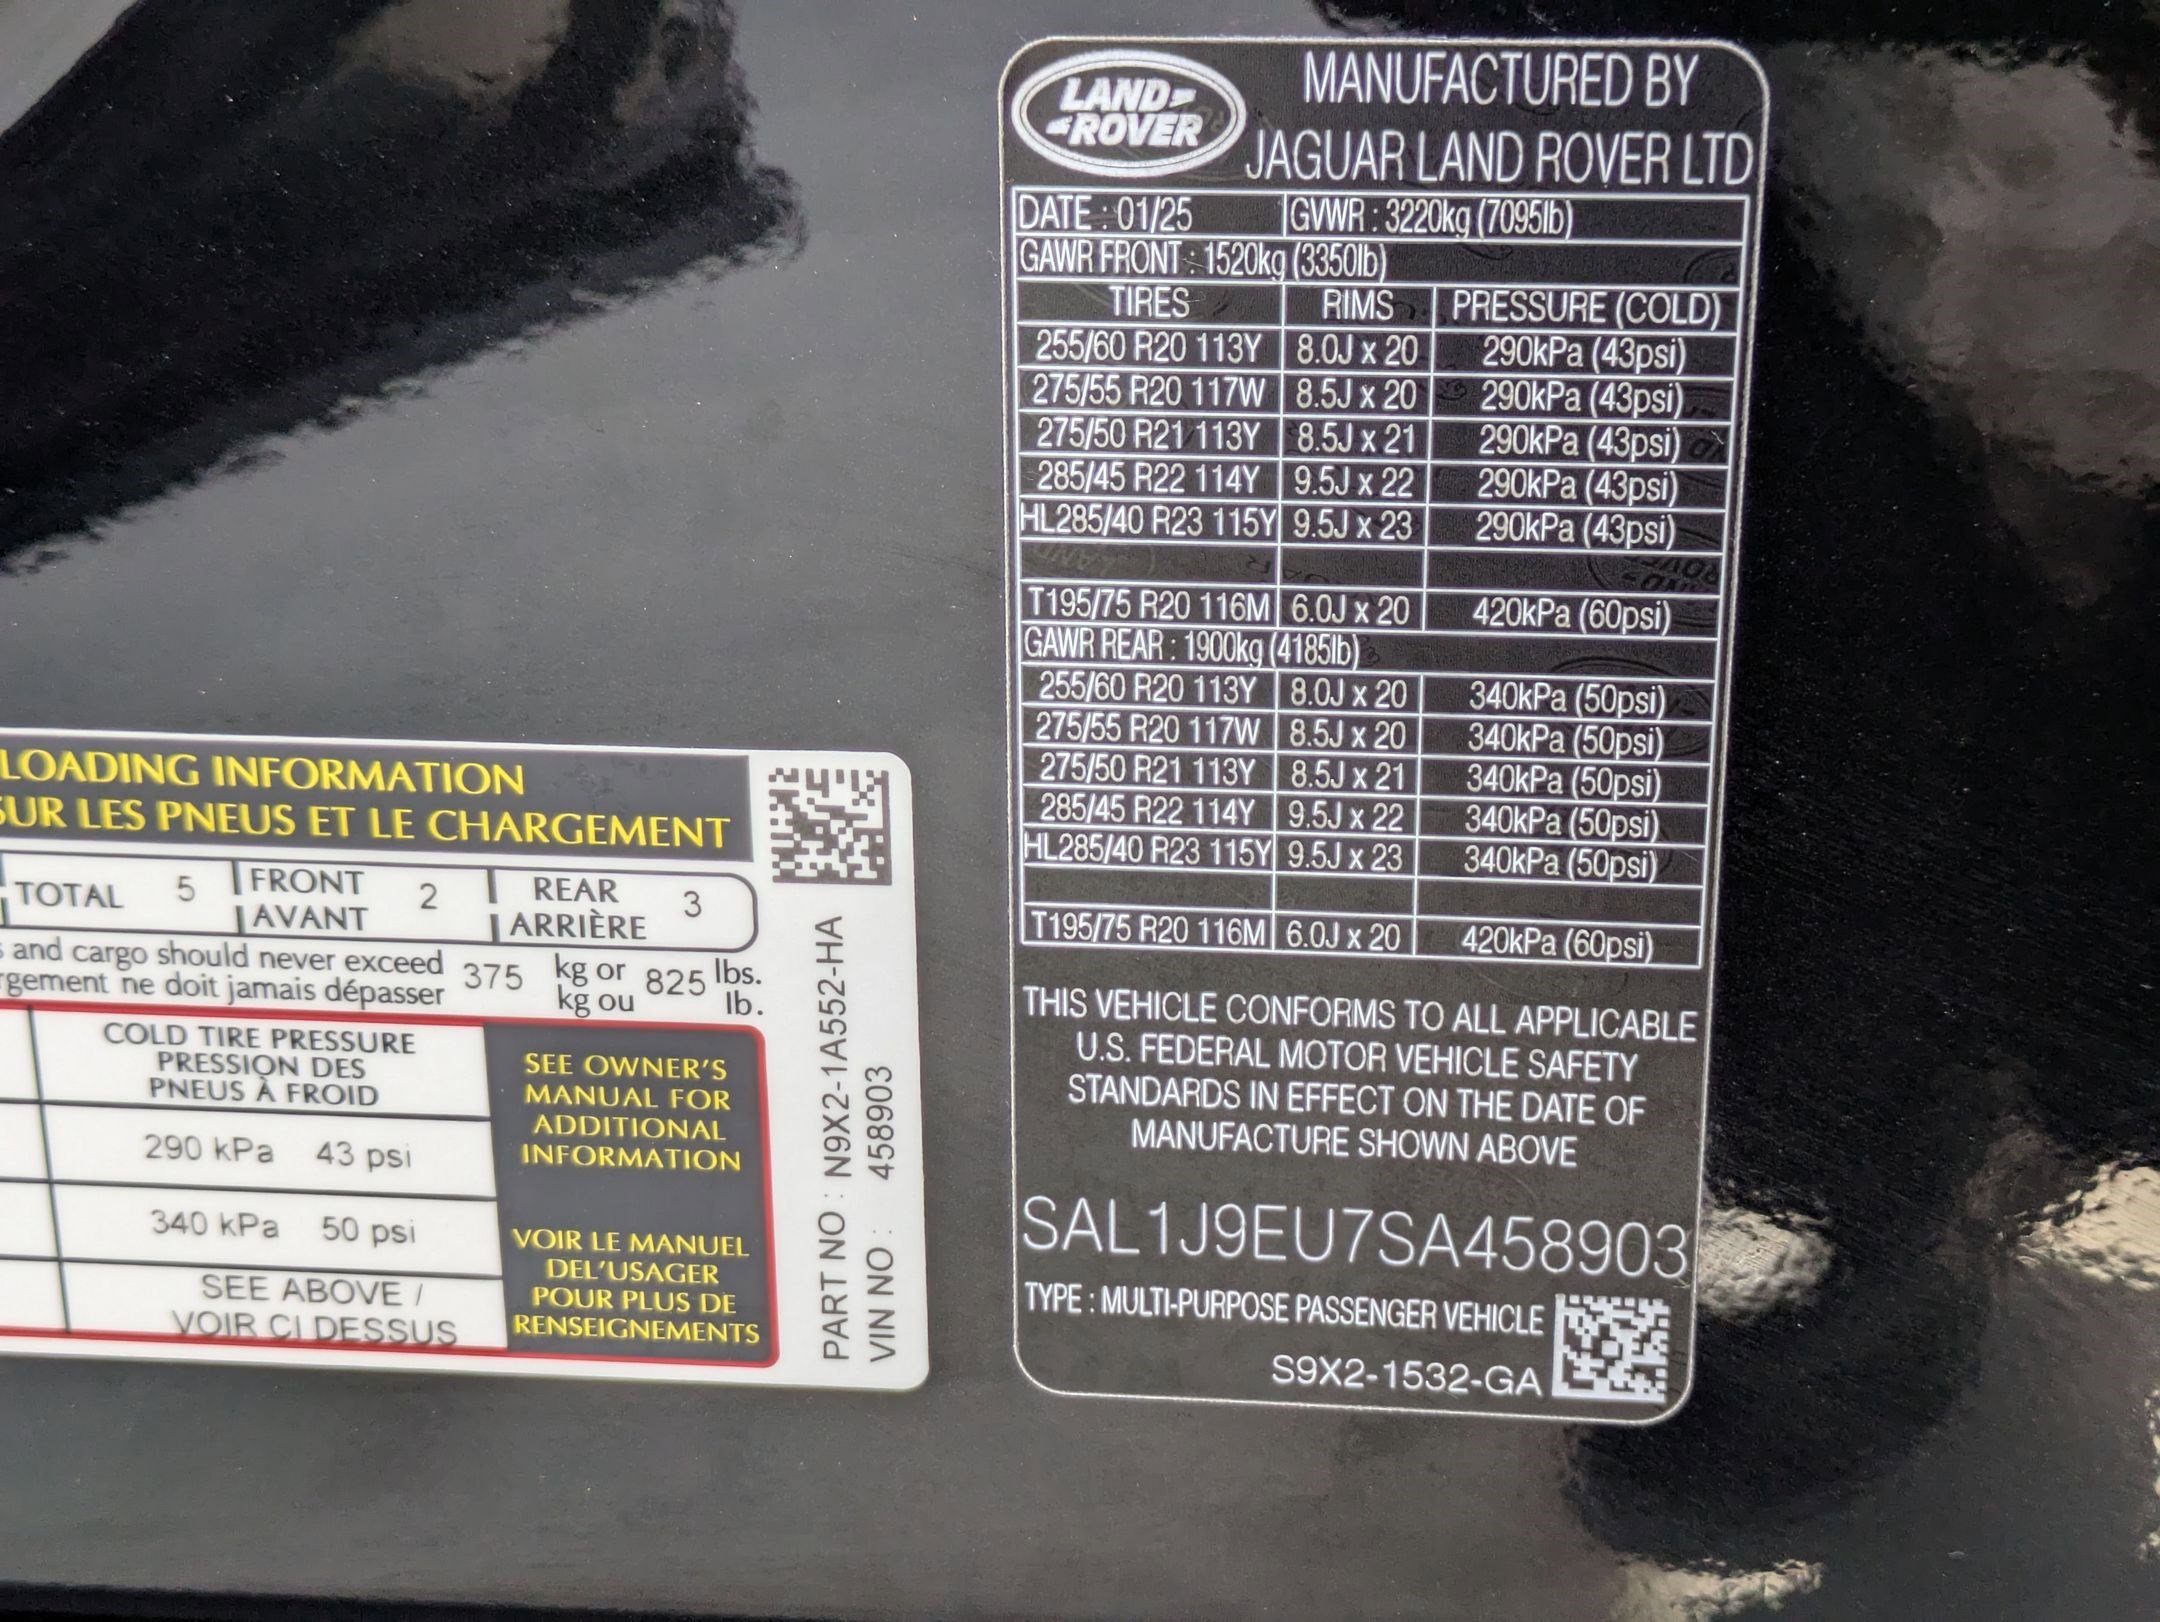 LAND ROVER
MANUFACTURED BY
JAGUAR LAND ROVER LTD
DATE : 01/25 GVWR : 3220kg (7095lb)
GAWR FRONT : 1520kg (3350lb)
TIRES RIMS PRESSURE (COLD)
255/60 R20 113Y 8.0J x 20 290kPa (43psi)
275/55 R20 117W 8.5J x 20 290kPa (43psi)
275/50 R21 113Y 8.5J x 21 290kPa (43psi)
285/45 R22 114Y 9.5J x 22 290kPa (43psi)
HL285/40 R23 115Y 9.5J x 23 290kPa (43psi)
T195/75 R20 116M 6.0J x 20 420kPa (60psi)
GAWR REAR : 1900kg (4185lb)
255/60 R20 113Y 8.0J x 20 340kPa (50psi)
275/55 R20 117W 8.5J x 20 340kPa (50psi)
275/50 R21 113Y 8.5J x 21 340kPa (50psi)
285/45 R22 114Y 9.5J x 22 340kPa (50psi)
HL285/40 R23 115Y 9.5J x 23 340kPa (50psi)
T195/75 R20 116M 6.0J x 20 420kPa (60psi)
THIS VEHICLE CONFORMS TO ALL APPLICABLE
U.S. FEDERAL MOTOR VEHICLE SAFETY
STANDARDS IN EFFECT ON THE DATE OF
MANUFACTURE SHOWN ABOVE
SAL1J9EU7SA458903
TYPE : MULTI-PURPOSE PASSENGER VEHICLE
S9X2-1532-GA
LOADING INFORMATION
SUR LES PNEUS ET LE CHARGEMENT
TOTAL 5 FRONT AVANT 2 REAR ARRIÈRE 3
and cargo should never exceed 375 kg or 825 lbs.
ne doit jamais dépasser kg ou lb.
COLD TIRE PRESSURE
PRESSION DES
PNEUS À FROID
290 kPa 43 psi
340 kPa 50 psi
SEE ABOVE /
VOIR CI DESSUS
SEE OWNER'S
MANUAL FOR
ADDITIONAL
INFORMATION
VOIR LE MANUEL
DEL'USAGER
POUR PLUS DE
RENSEIGNEMENTS
PART NO : N9X2-1A552-HA
VIN NO : 458903